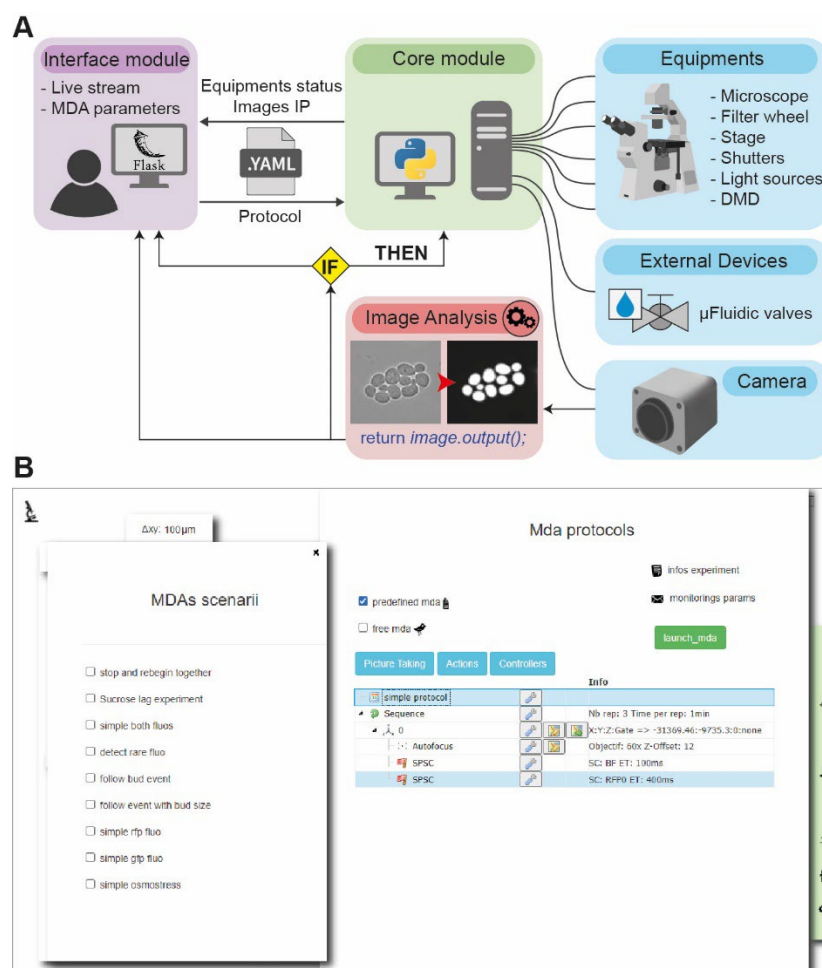 A
Interface module
- Live stream
- MDA parameters
Flask
Equipments status
Images IP
.YAML
Protocol
Core module
Equipments
- Microscope
- Filter wheel
- Stage
- Shutters
- Light sources
- DMD
IF
THEN
External Devices
µFluidic valves
Image Analysis
return image.output();
Camera
B
Δxy: 100µm
x
MDAs scenarii
stop and rebegin together
Sucrose lag experiment
simple both fluos
detect rare fluo
follow bud event
follow event with bud size
simple rfp fluo
simple gfp fluo
simple osmostress
Mda protocols
infos experiment
predefined mda
monitorings params
free mda
launch_mda
Picture Taking Actions Controllers
Info
simple protocol
Sequence Nb rep: 3 Time per rep: 1min
0 X:Y:Z:Gate => -31369.46:-9735.3:0:none
Autofocus Objectif: 60x Z-Offset: 12
SPSC SC: BF ET: 100ms
SPSC SC: RFP0 ET: 400ms